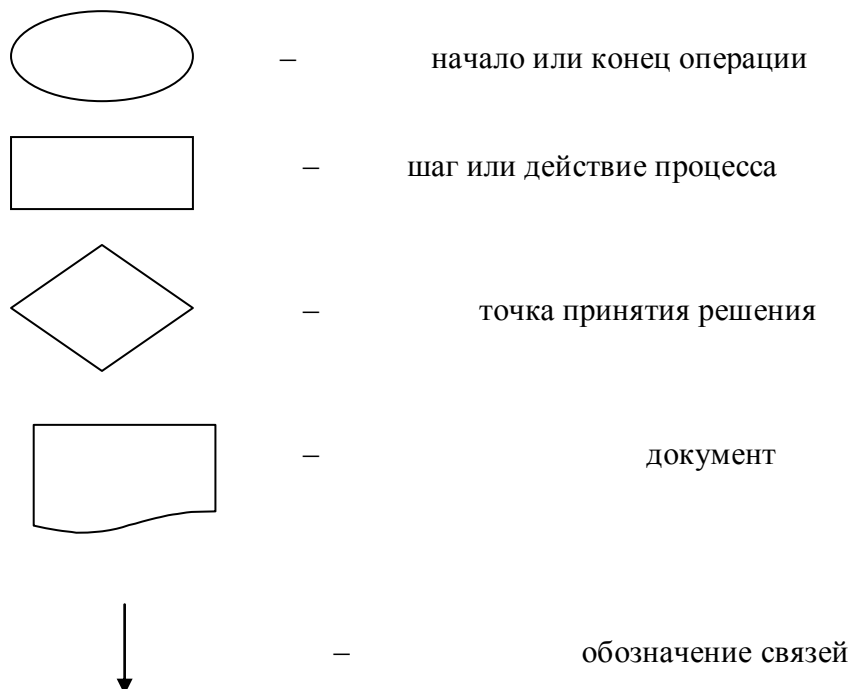 – начало или конец операции
– шаг или действие процесса
– точка принятия решения
– документ
– обозначение связей